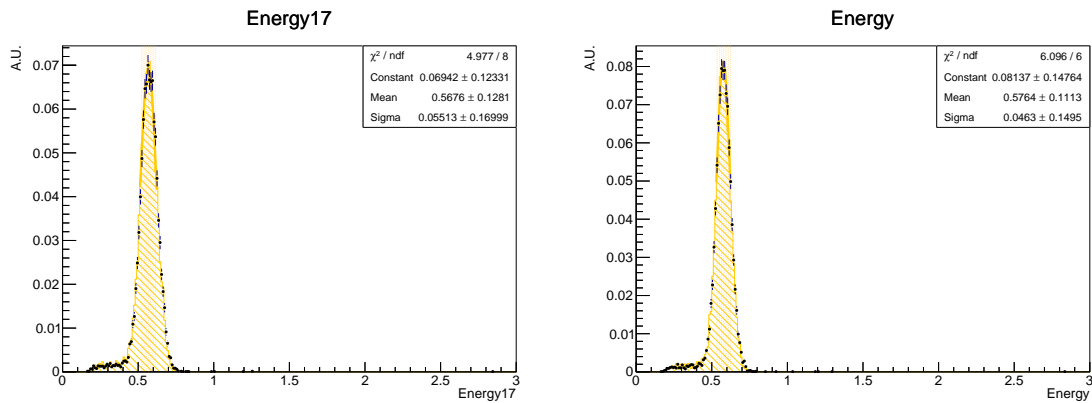 Energy17
A.U.
χ² / ndf 4.977 / 8
Constant 0.06942 ± 0.12331
Mean 0.5676 ± 0.1281
Sigma 0.05513 ± 0.16999
0.07
0.06
0.05
0.04
0.03
0.02
0.01
0
0 0.5 1 1.5 2 2.5 3
Energy17
Energy
A.U.
χ² / ndf 6.096 / 6
Constant 0.08137 ± 0.14764
Mean 0.5764 ± 0.1113
Sigma 0.0463 ± 0.1495
0.08
0.07
0.06
0.05
0.04
0.03
0.02
0.01
0
0 0.5 1 1.5 2 2.5 3
Energy